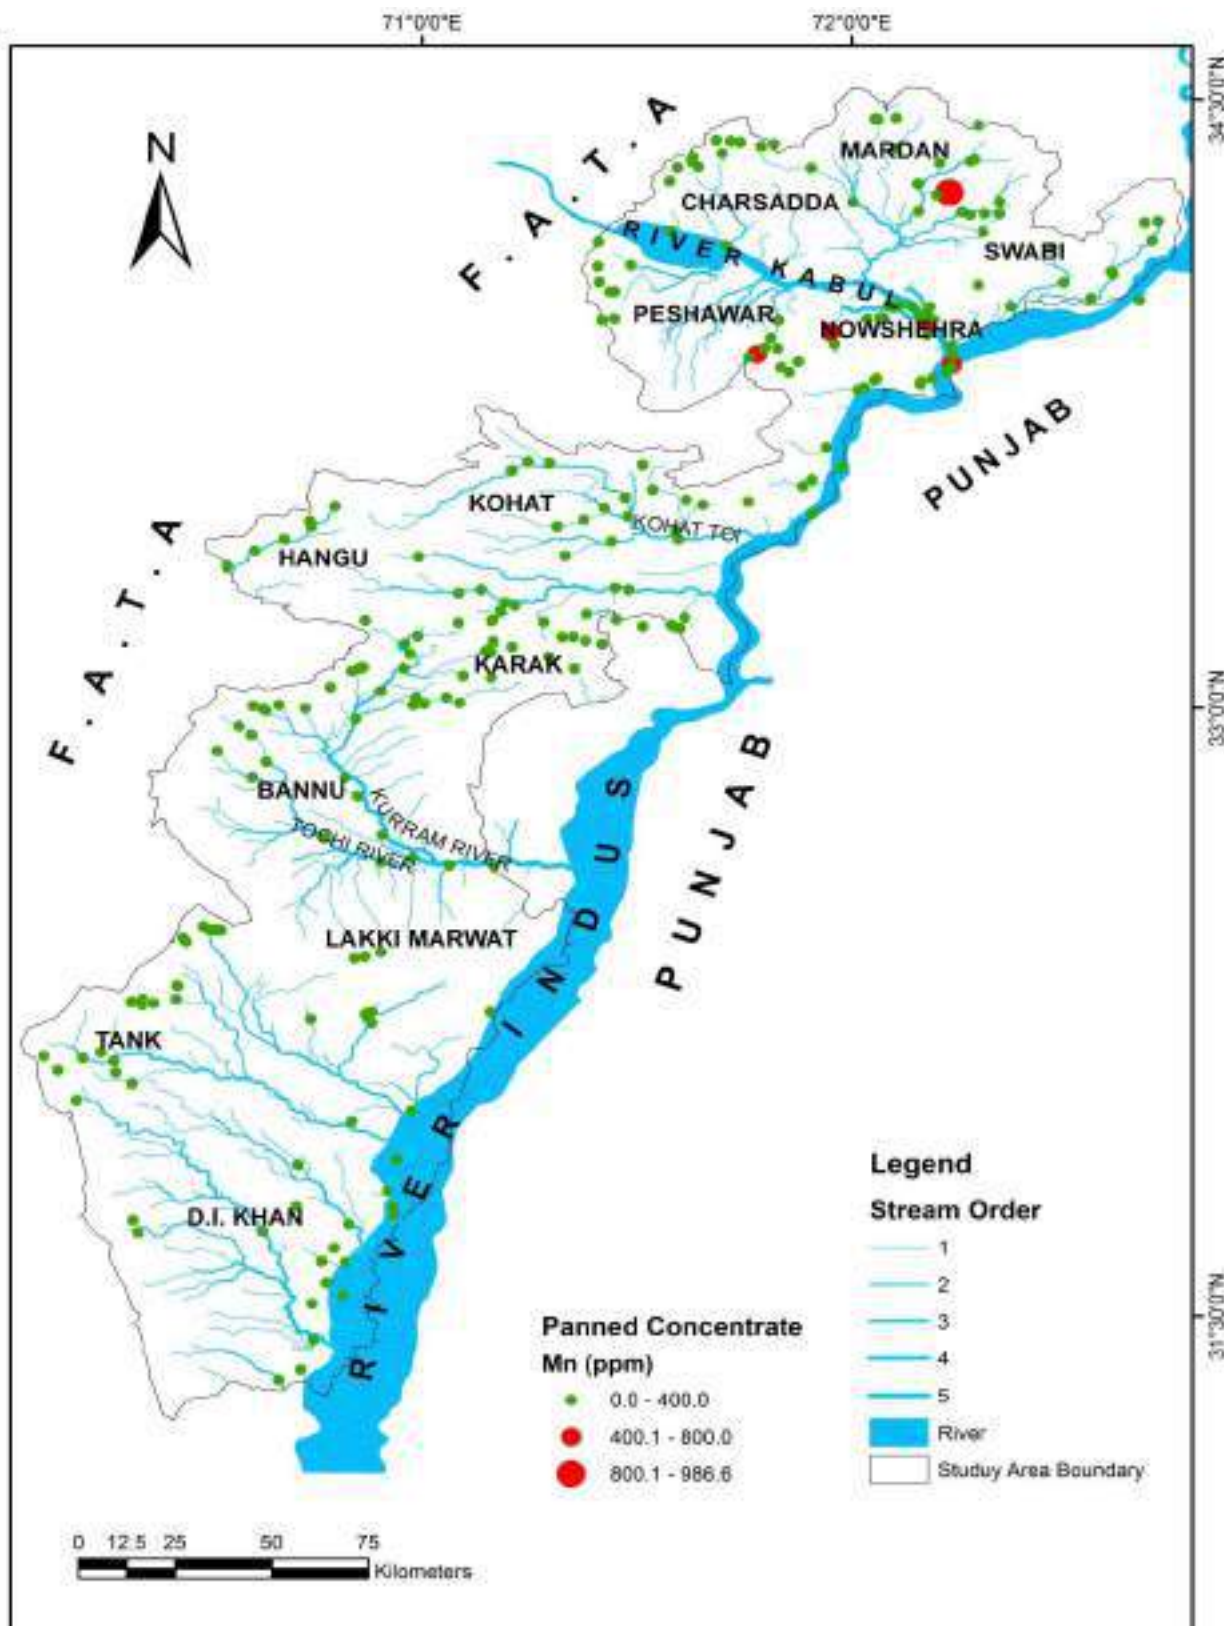 71°0'0"E
72°0'0"E
34°30'0"N
N
F . A . T . A
MARDAN
CHARSADDA
RIVER KABUL
SWABI
PESHAWAR
NOWSHEHRA
PUNJAB
KOHAT
KOHAT TOI
HANGU
F . A . T . A
KARAK
33°0'0"N
PUNJAB
BANNU
KURRAM RIVER
TOCHI RIVER
LAKKI MARWAT
RIVER INDUS
TANK
D.I. KHAN
31°30'0"N
Legend
Stream Order
1
2
3
4
5
River
Studuy Area Boundary
Panned Concentrate
Mn (ppm)
0.0 - 400.0
400.1 - 800.0
800.1 - 986.6
0 12.5 25 50 75
Kilometers